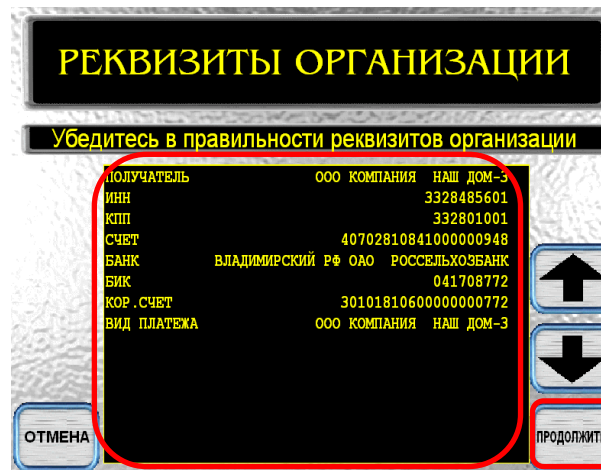 РЕКВИЗИТЫ ОРГАНИЗАЦИИ
Убедитесь в правильности реквизитов организации
ПОЛУЧАТЕЛЬ ООО КОМПАНИЯ НАШ ДОМ-3
ИНН 3328485601
КПП 332801001
СЧЕТ 40702810841000000948
БАНК ВЛАДИМИРСКИЙ РФ ОАО РОССЕЛЬХОЗБАНК
БИК 041708772
КОР.СЧЕТ 30101810600000000772
ВИД ПЛАТЕЖА ООО КОМПАНИЯ НАШ ДОМ-3
ОТМЕНА
ПРОДОЛЖИТ